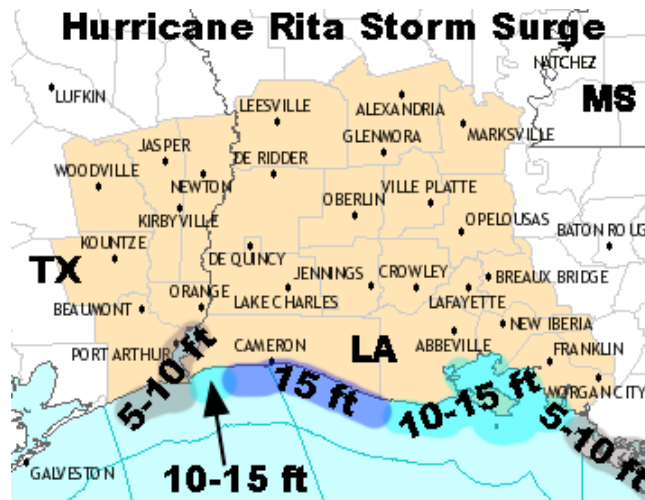 Hurricane Rita Storm Surge
NATCHEZ
LUFKIN
MS
LEESVILLE
ALEXANDRIA
MARKSVILLE
GLENMORA
JASPER
DE RIDDER
WOODVILLE
NEWTON
VILLE PLATTE
OBERLIN
KIRBYVILLE
OPELOUSAS
KOUNTZE
BATON ROUG
DE QUINCY
TX
JENNINGS
CROWLEY
BREAUX BRIDGE
ORANGE
LAKE CHARLES
LAFAYETTE
BEAUMONT
NEW IBERIA
PORT ARTHUR
CAMERON
LA
ABBEVILLE
FRANKLIN
MORGAN CITY
5-10 ft
15 ft
10-15 ft
5-10 ft
10-15 ft
GALVESTON